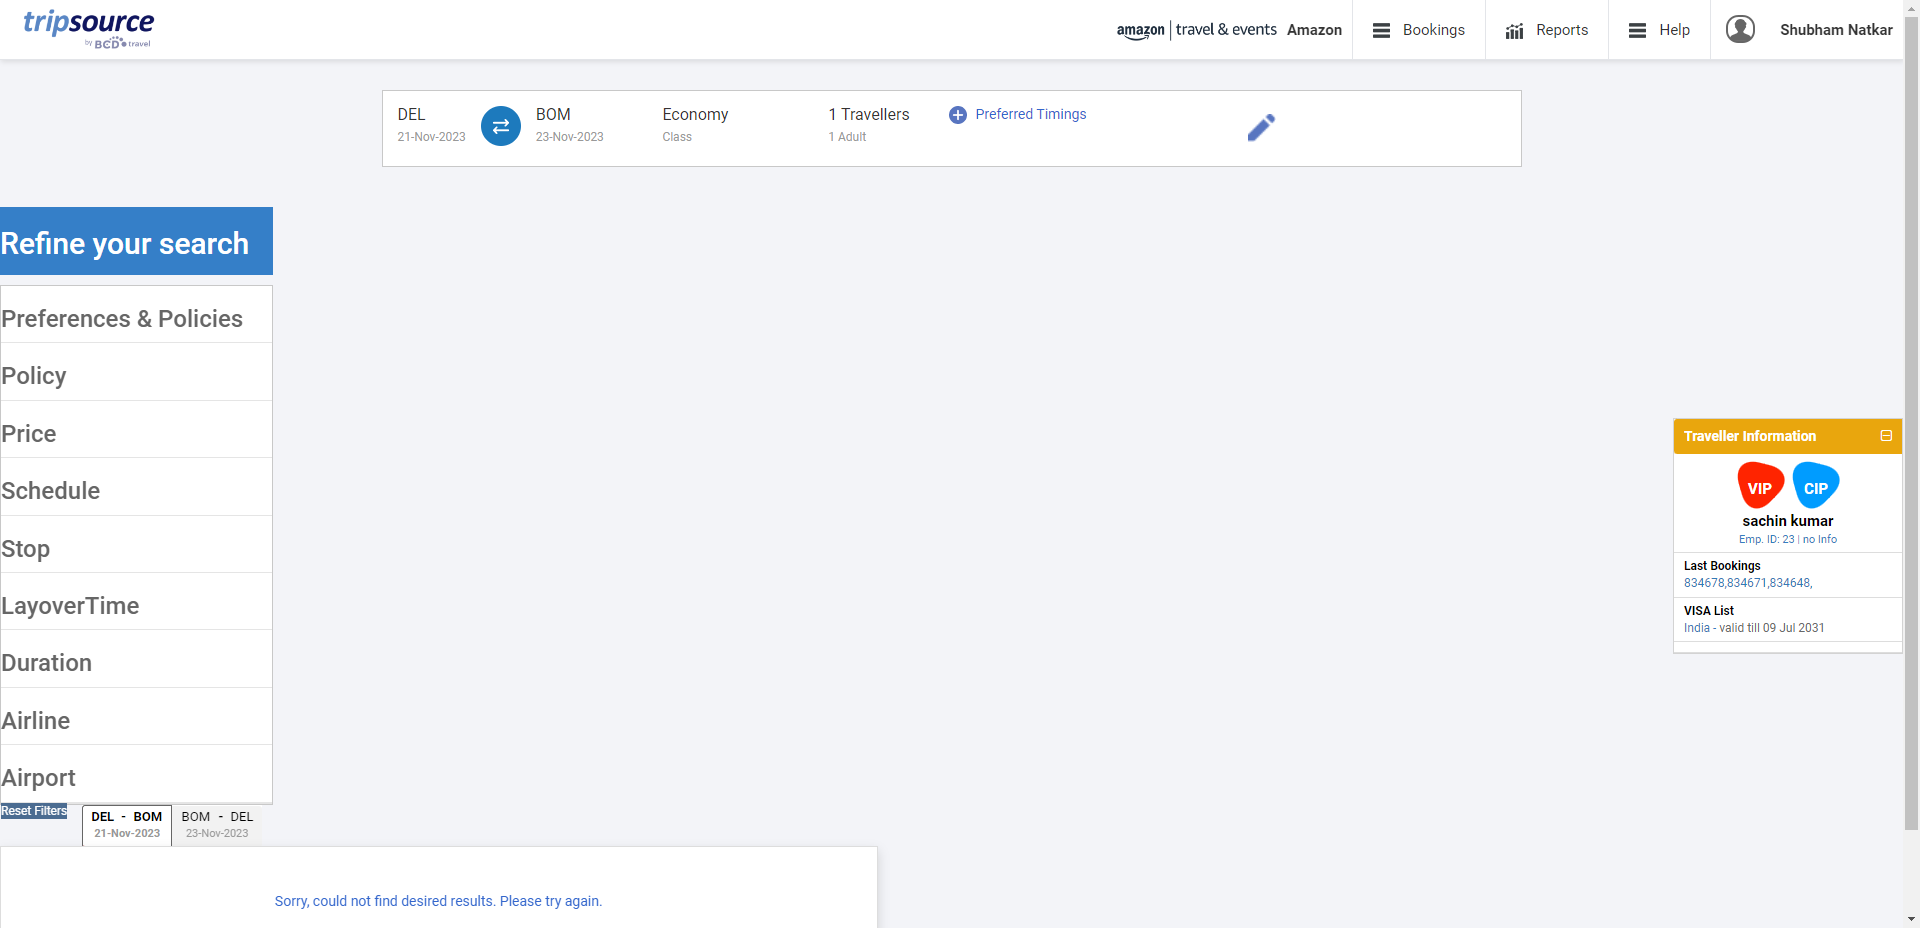 tripsource
by BCD travel
amazon | travel & events Amazon
Bookings
Reports
Help
Shubham Natkar
DEL
21-Nov-2023
BOM
23-Nov-2023
Economy
Class
1 Travellers
1 Adult
Preferred Timings
Refine your search
Preferences & Policies
Policy
Price
Schedule
Stop
LayoverTime
Duration
Airline
Airport
Reset Filters
DEL - BOM
21-Nov-2023
BOM - DEL
23-Nov-2023
Sorry, could not find desired results. Please try again.
Traveller Information
VIP CIP
sachin kumar
Emp. ID: 23 | no Info
Last Bookings
834678,834671,834648,
VISA List
India - valid till 09 Jul 2031